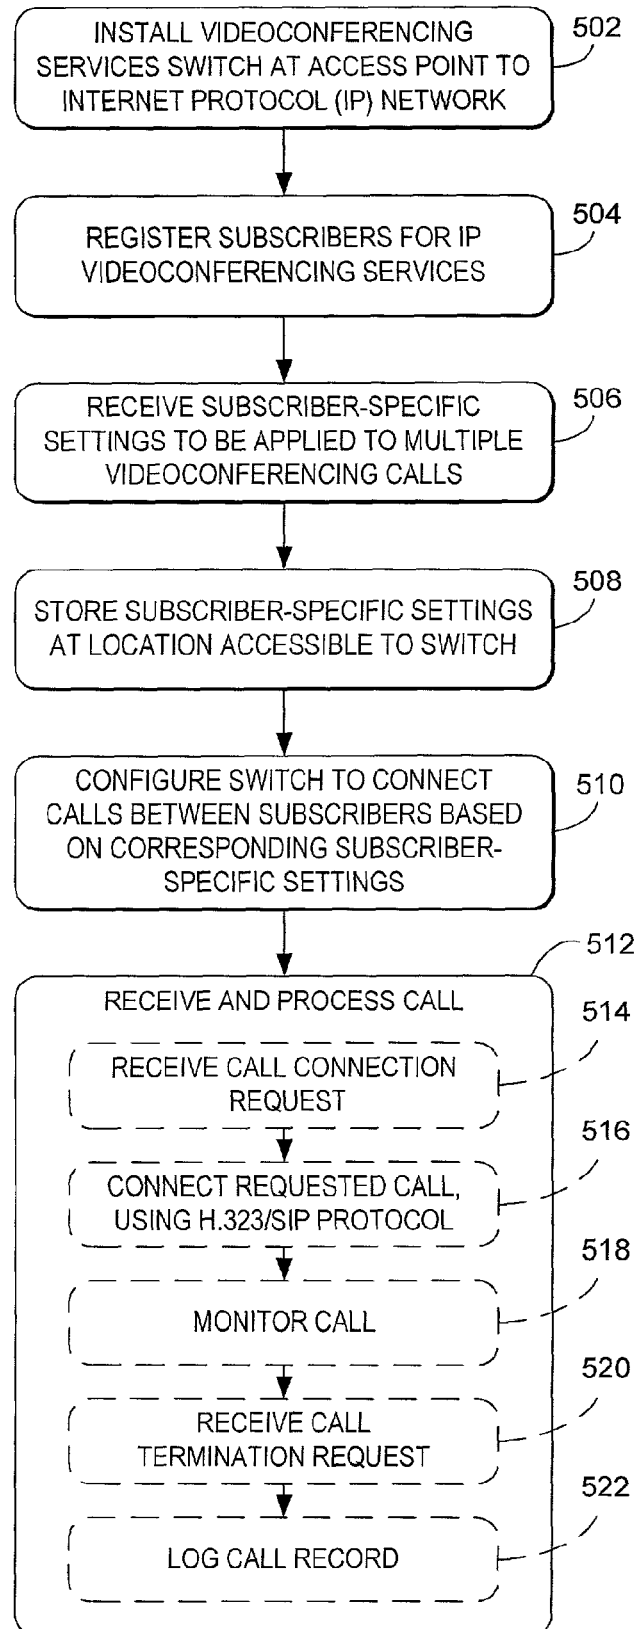 INSTALL VIDEOCONFERENCING
SERVICES SWITCH AT ACCESS POINT TO
INTERNET PROTOCOL (IP) NETWORK
502
REGISTER SUBSCRIBERS FOR IP
VIDEOCONFERENCING SERVICES
504
RECEIVE SUBSCRIBER-SPECIFIC
SETTINGS TO BE APPLIED TO MULTIPLE
VIDEOCONFERENCING CALLS
506
STORE SUBSCRIBER-SPECIFIC SETTINGS
AT LOCATION ACCESSIBLE TO SWITCH
508
CONFIGURE SWITCH TO CONNECT
CALLS BETWEEN SUBSCRIBERS BASED
ON CORRESPONDING SUBSCRIBER-
SPECIFIC SETTINGS
510
512
RECEIVE AND PROCESS CALL
RECEIVE CALL CONNECTION
REQUEST
514
CONNECT REQUESTED CALL,
USING H.323/SIP PROTOCOL
516
MONITOR CALL
518
RECEIVE CALL
TERMINATION REQUEST
520
LOG CALL RECORD
522